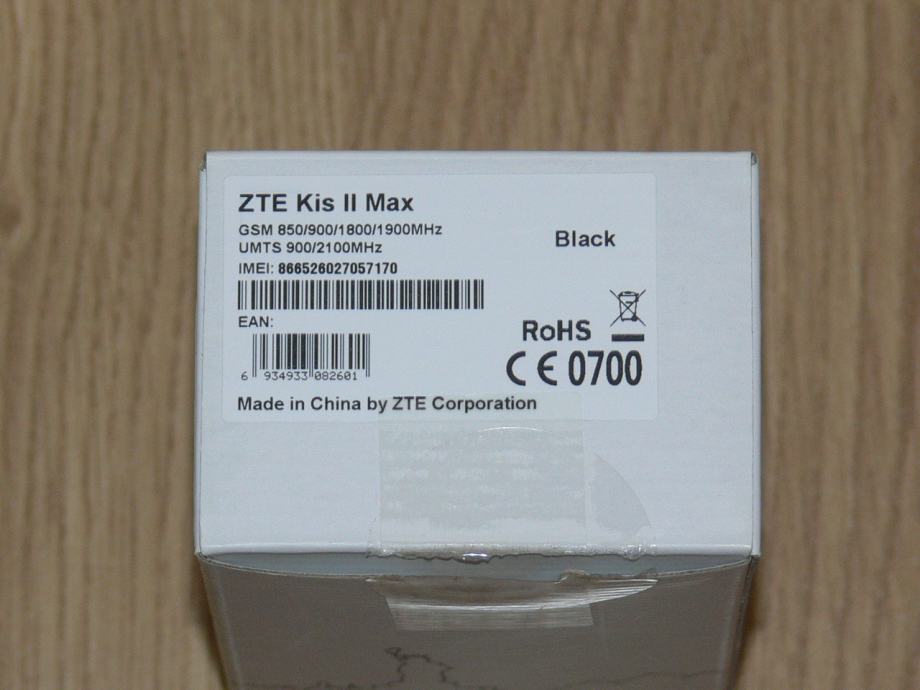 ZTE Kis II Max
GSM 850/900/1800/1900MHz
UMTS 900/2100MHz
Black
IMEI: 866526027057170
EAN:
6 934933 082601
RoHS
CE 0700
Made in China by ZTE Corporation